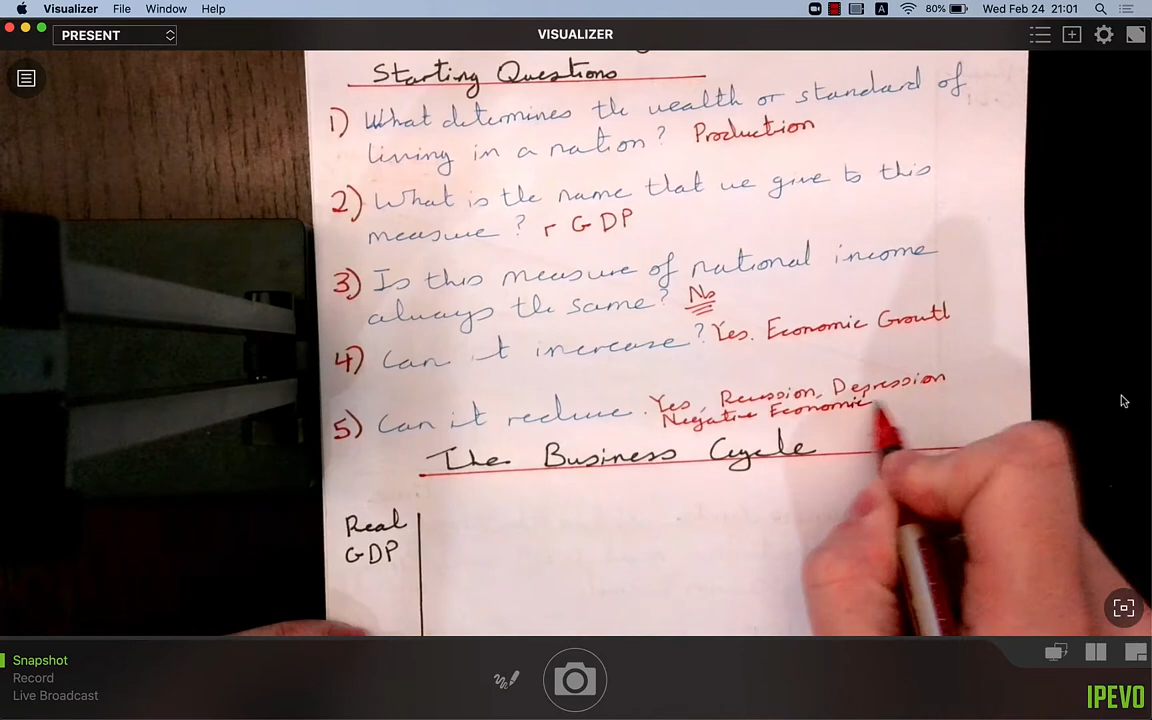 Visualizer File Window Help 80% Wed Feb 24 21:01
PRESENT
VISUALIZER
Starting Questions
1) What determines the wealth or standard of
living in a nation? Production
2) What is the name that we give to this
measure? r GDP
3) Is this measure of national income
always the same? No
4) Can it increase? Yes. Economic Growth
5) Can it reduce. Yes, Recession, Depression
Negative Economic
The Business Cycle
Real
GDP
Snapshot
Record
Live Broadcast
IPEVO